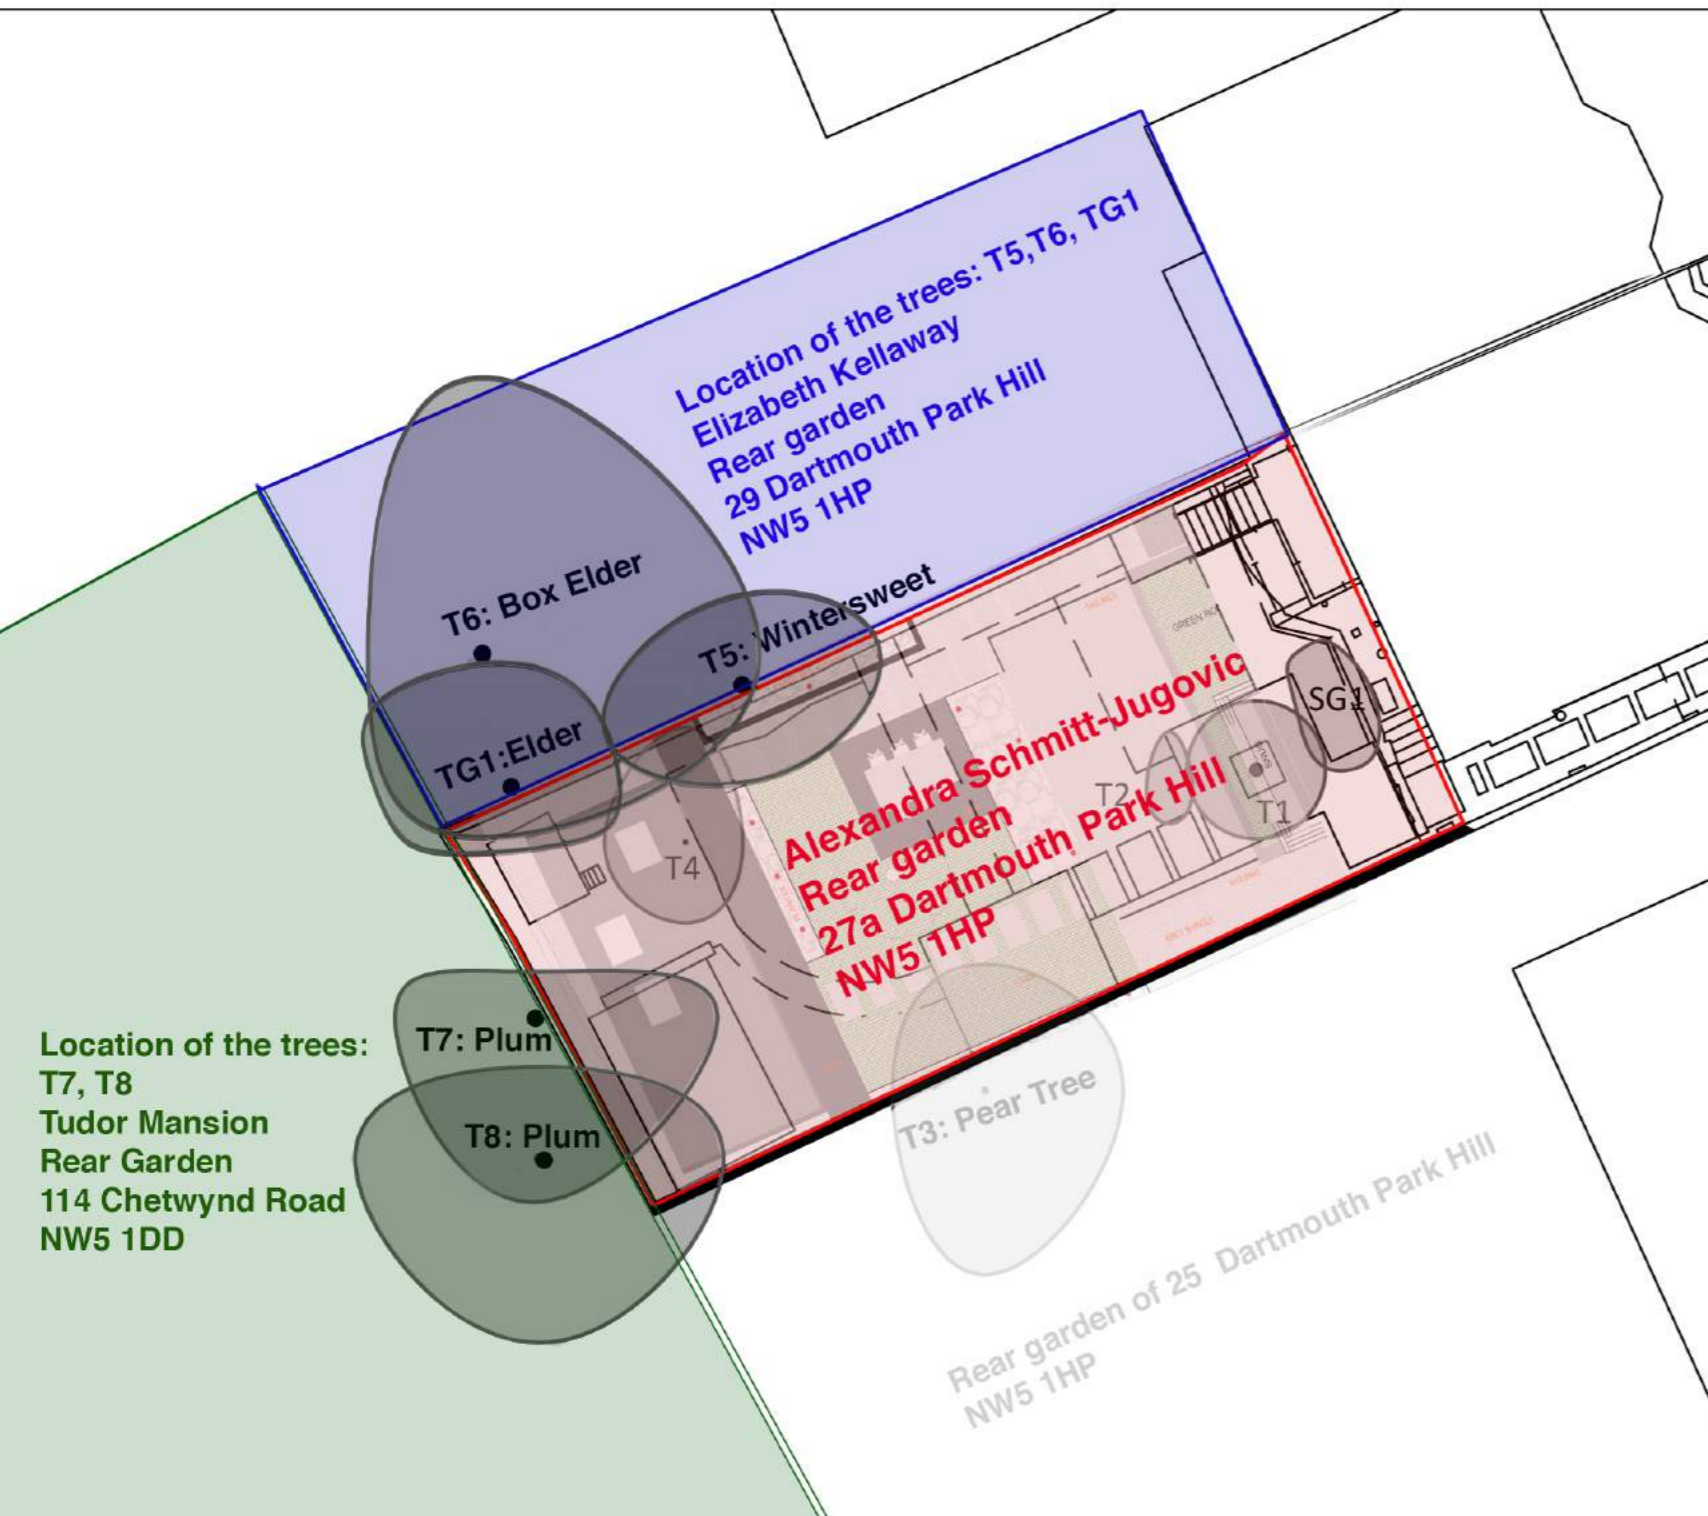 Location of the trees: T5,T6, TG1
Elizabeth Kellaway
Rear garden
29 Dartmouth Park Hill
NW5 1HP
T6: Box Elder
T5: Wintersweet
TG1:Elder
GREEN
SG1
T2
T1
T4
Alexandra Schmitt-Jugovic
Rear garden
27a Dartmouth Park Hill
NW5 1HP
T7: Plum
T8: Plum
T3: Pear Tree
Location of the trees:
T7, T8
Tudor Mansion
Rear Garden
114 Chetwynd Road
NW5 1DD
Rear garden of 25 Dartmouth Park Hill
NW5 1HP